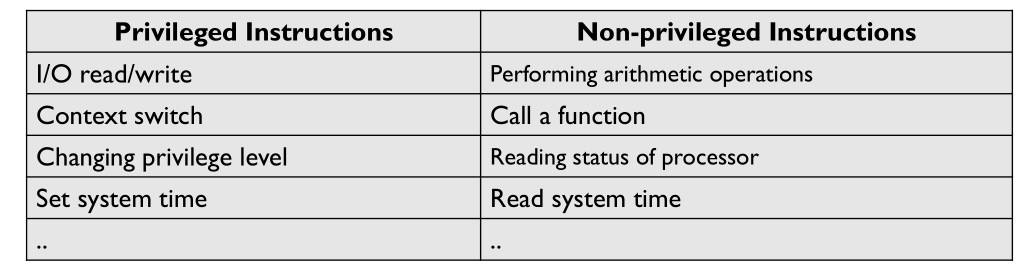 Privileged Instructions Non-privileged Instructions
I/O read/write Performing arithmetic operations
Context switch Call a function
Changing privilege level Reading status of processor
Set system time Read system time
.. ..